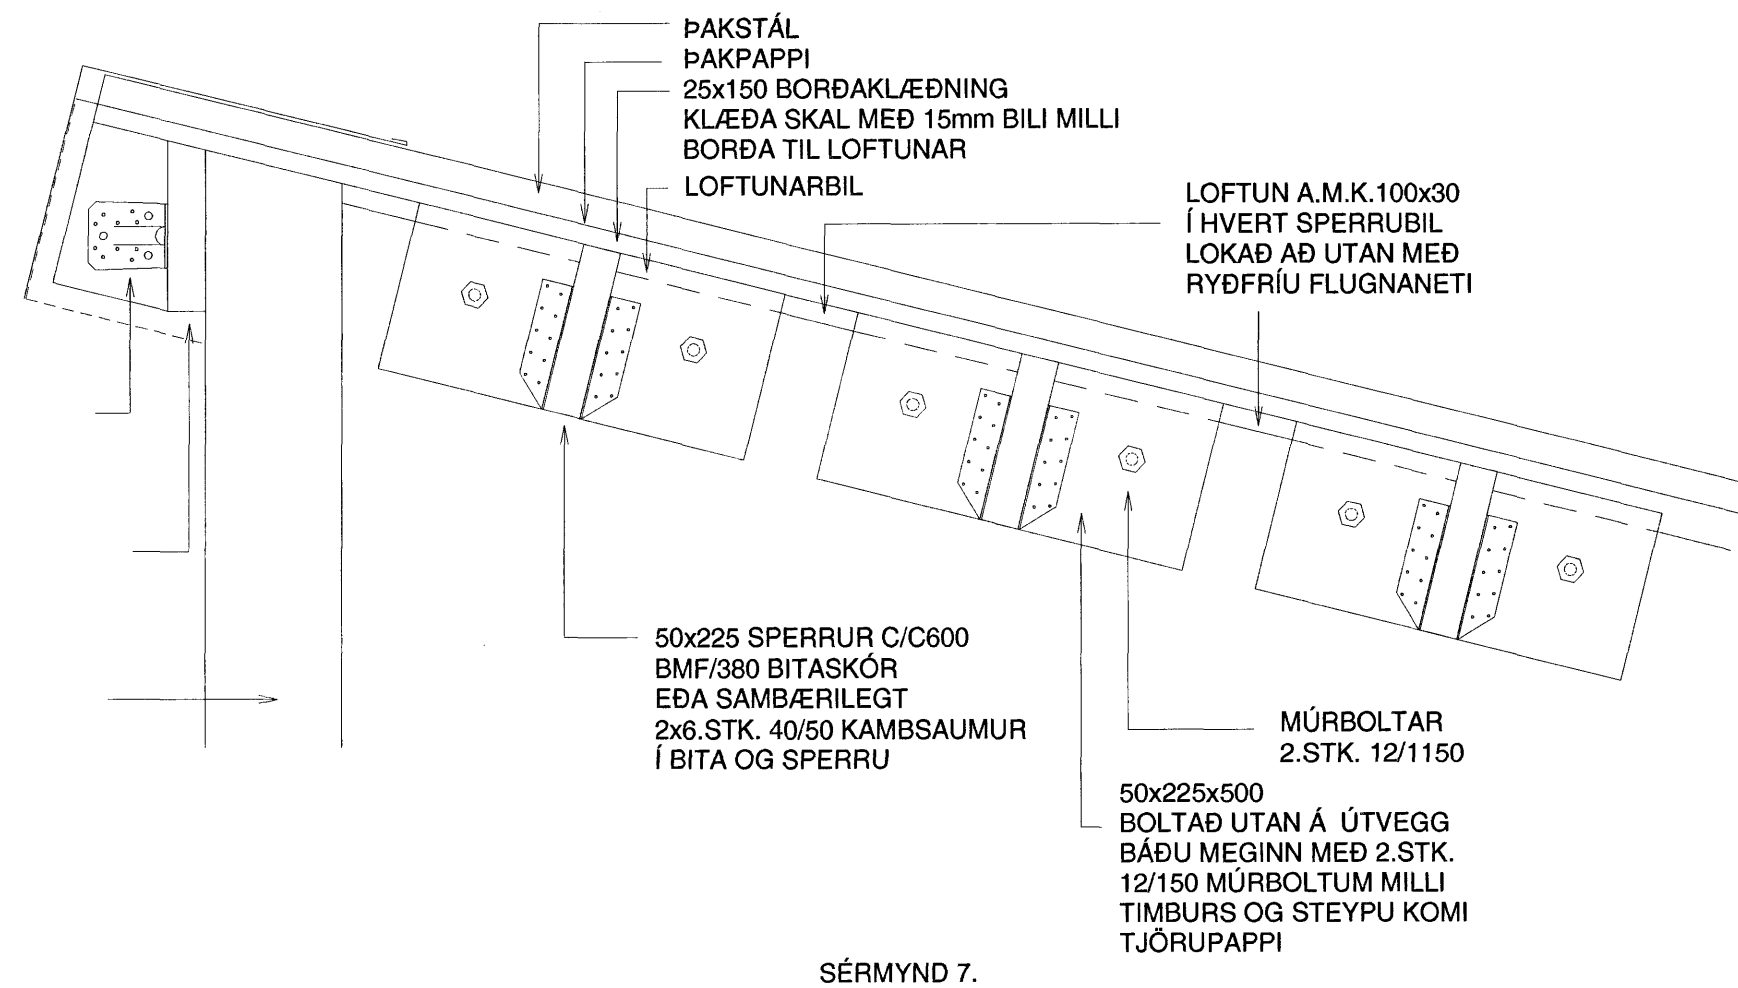 ÞAKSTÁL
ÞAKPAPPI
25x150 BORÐAKLÆÐNING
KLÆÐA SKAL MEÐ 15mm BILI MILLI
BORÐA TIL LOFTUNAR
LOFTUNARBIL
LOFTUN A.M.K.100x30
Í HVERT SPERRUBIL
LOKAÐ AÐ UTAN MEÐ
RYÐFRÍU FLUGNANETI
50x225 SPERRUR C/C600
BMF/380 BITASKÓR
EÐA SAMBÆRILEGT
2x6.STK. 40/50 KAMBSAUMUR
Í BITA OG SPERRU
MÚRBOLTAR
2.STK. 12/1150
50x225x500
BOLTAÐ UTAN Á ÚTVEGG
BÁÐU MEGINN MEÐ 2.STK.
12/150 MÚRBOLTUM MILLI
TIMBURS OG STEYPU KOMI
TJÖRUPAPPI
SÉRMYND 7.